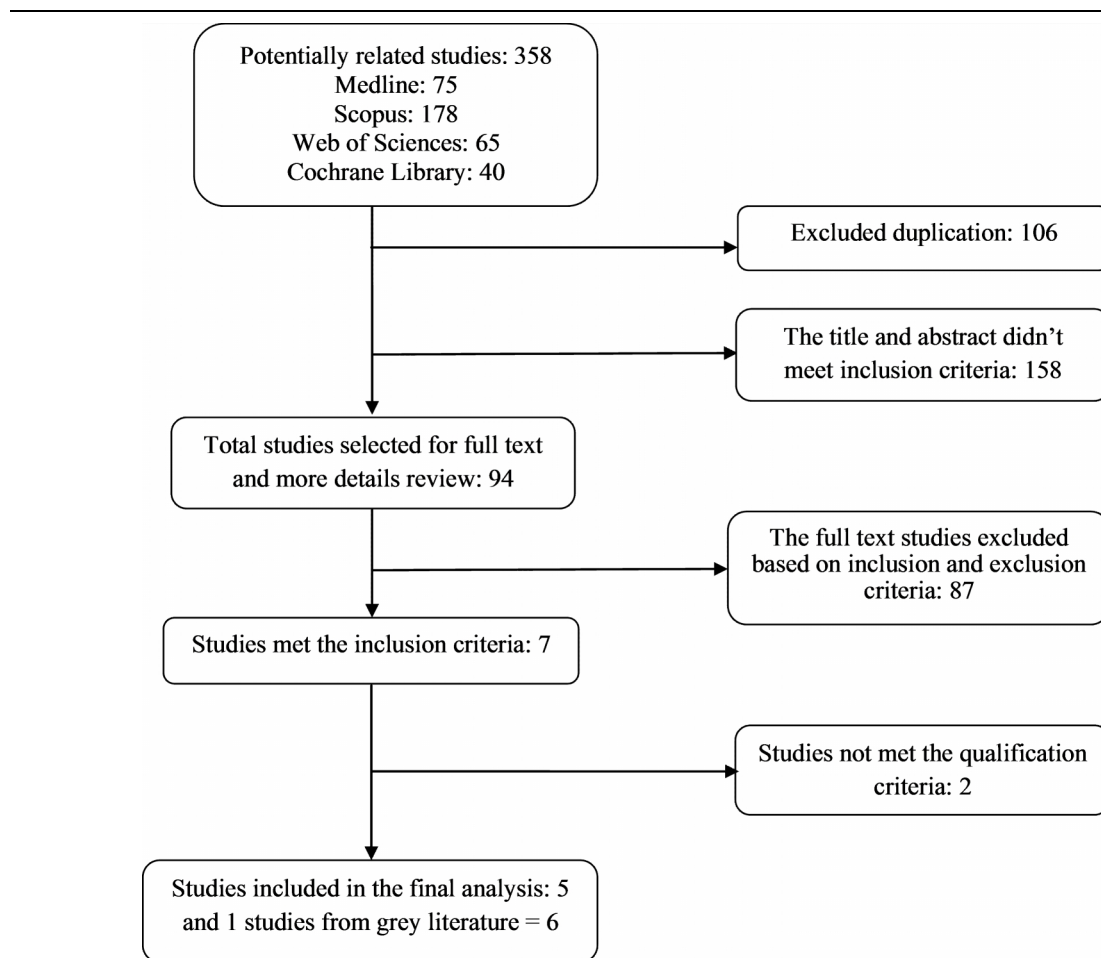 Potentially related studies: 358
Medline: 75
Scopus: 178
Web of Sciences: 65
Cochrane Library: 40
Excluded duplication: 106
The title and abstract didn’t
meet inclusion criteria: 158
Total studies selected for full text
and more details review: 94
The full text studies excluded
based on inclusion and exclusion
criteria: 87
Studies met the inclusion criteria: 7
Studies not met the qualification
criteria: 2
Studies included in the final analysis: 5
and 1 studies from grey literature = 6